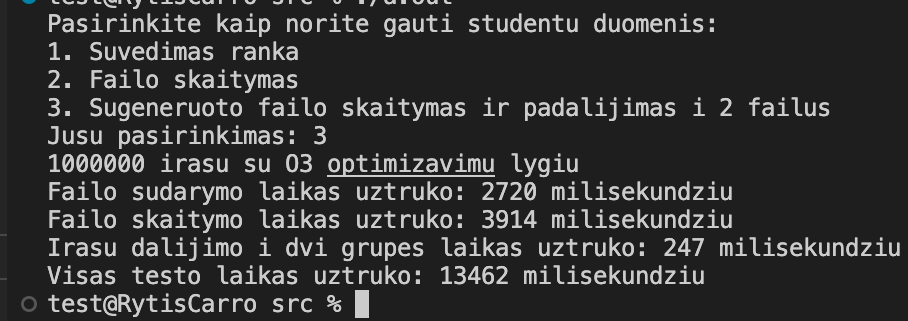 test@RytisCarro src % ./a.out
Pasirinkite kaip norite gauti studentu duomenis:
1. Suvedimas ranka
2. Failo skaitymas
3. Sugeneruoto failo skaitymas ir padalijimas i 2 failus
Jusu pasirinkimas: 3
1000000 irasu su O3 optimizavimu lygiu
Failo sudarymo laikas uztruko: 2720 milisekundziu
Failo skaitymo laikas uztruko: 3914 milisekundziu
Irasu dalijimo i dvi grupes laikas uztruko: 247 milisekundziu
Visas testo laikas uztruko: 13462 milisekundziu
test@RytisCarro src %